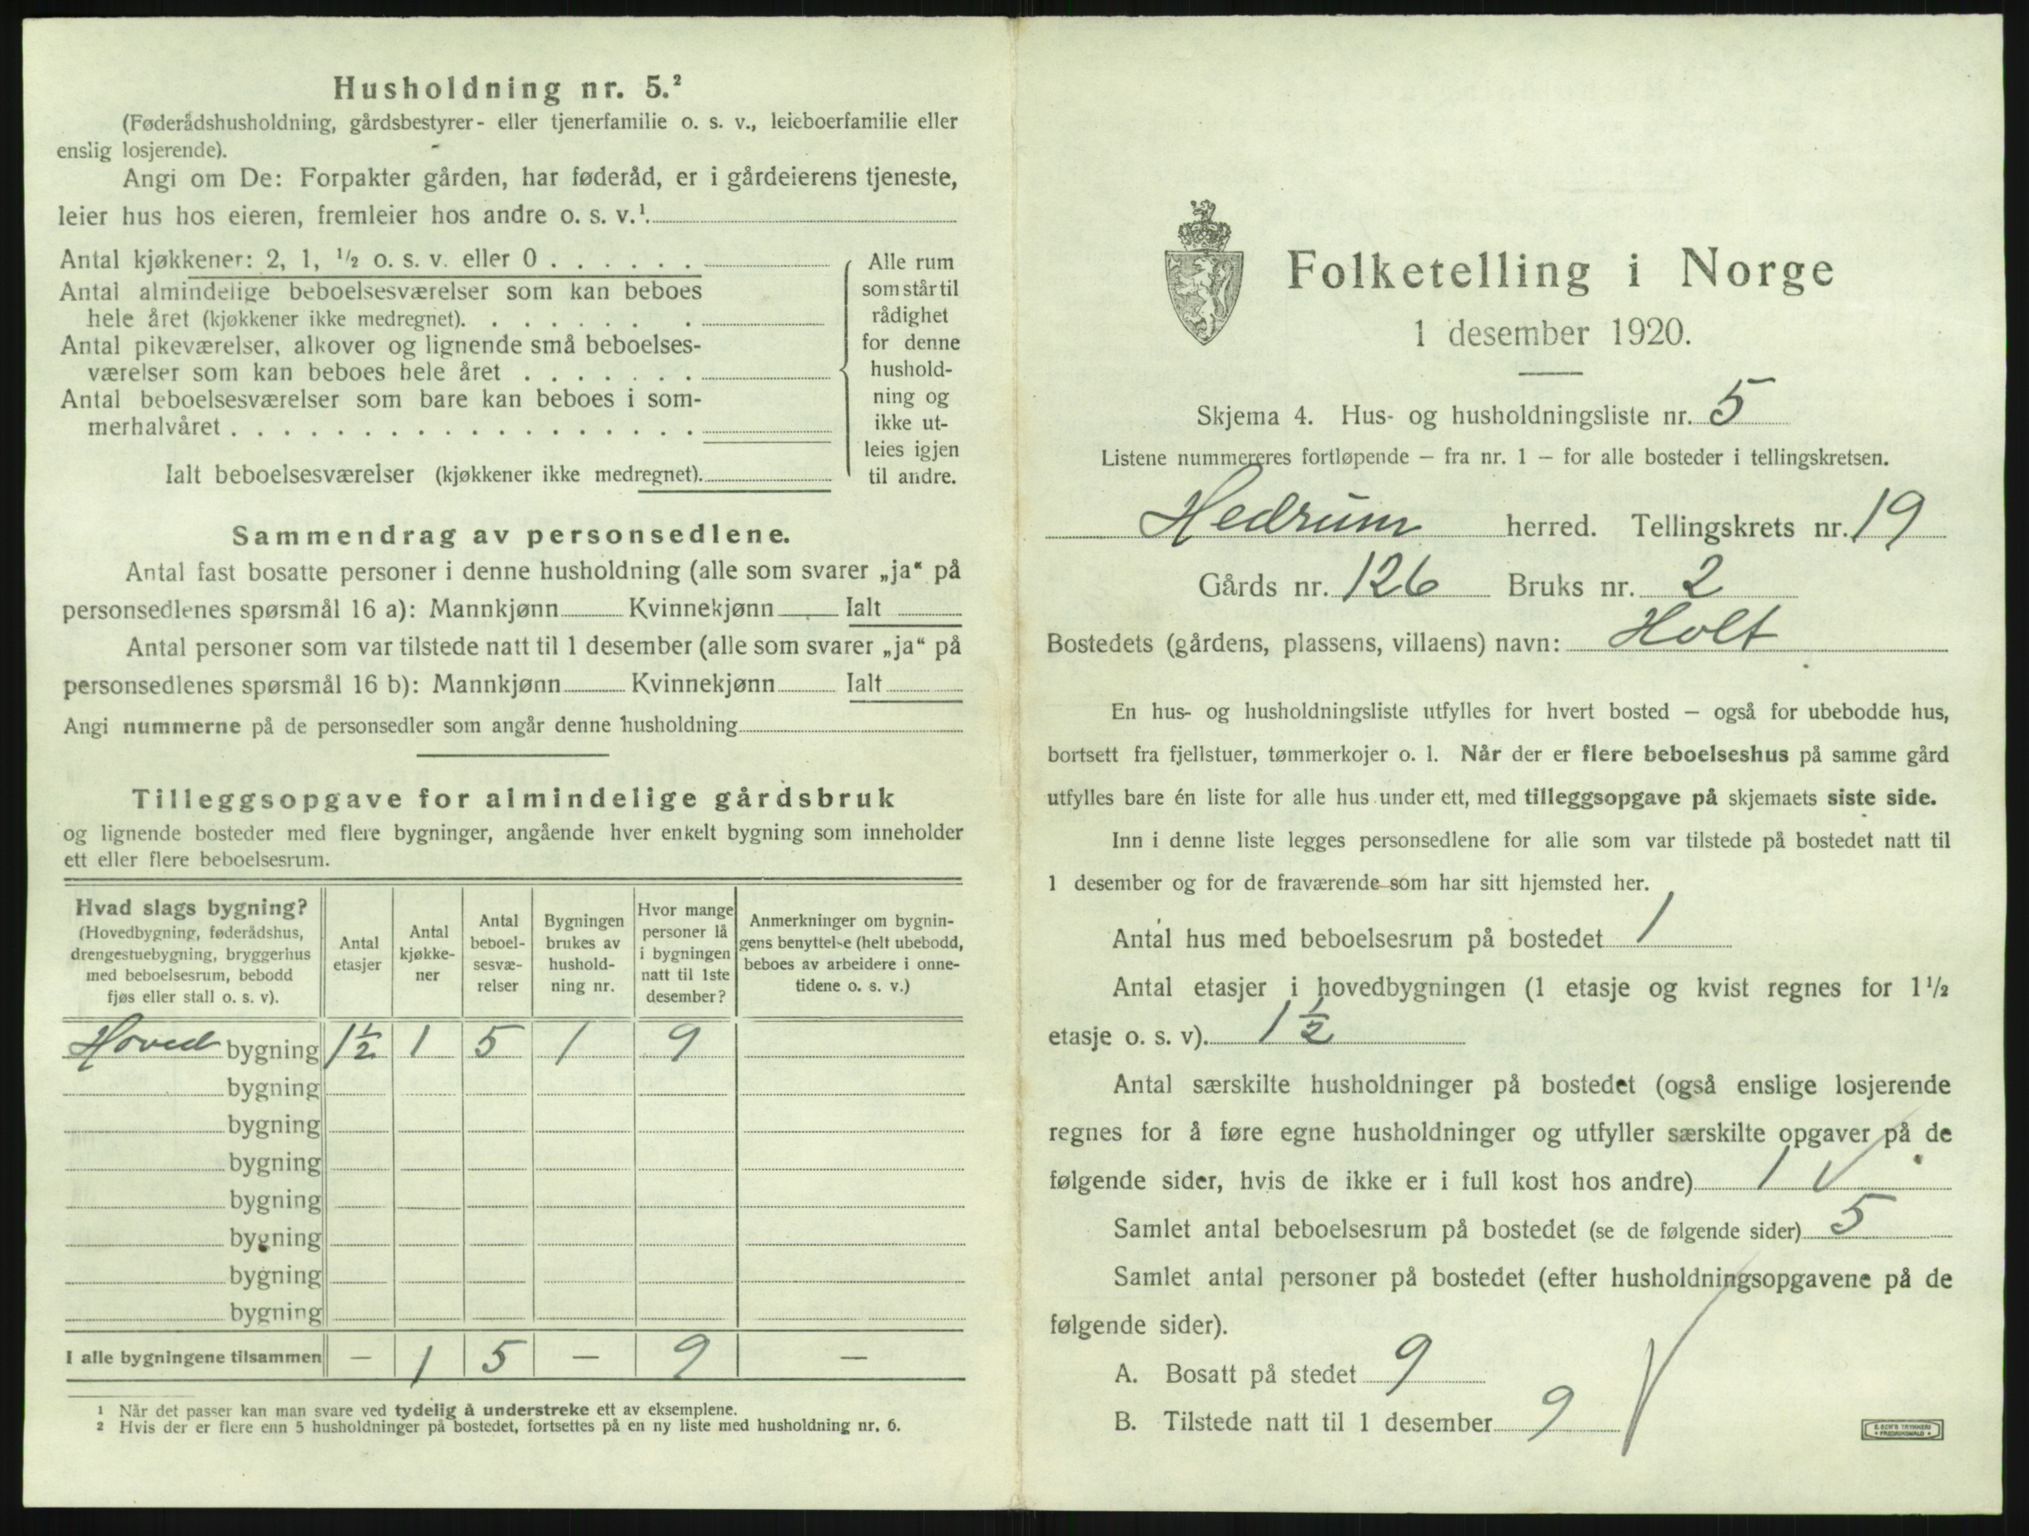 Husholdning nr. 5.²
(Føderådshusholdning, gårdsbestyrer- eller tjenerfamilie o. s. v., leieboerfamilie eller
enslig losjerende).
Angi om De: Forpakter gården, har føderåd, er i gårdeierens tjeneste,
leier hus hos eieren, fremleier hos andre o. s. v.¹
Antal kjøkkener: 2, 1, ½ o. s. v. eller 0 . . . . . .
Antal almindelige beboelsesværelser som kan beboes
hele året (kjøkkener ikke medregnet). . . . . . . .
Antal pikeværelser, alkover og lignende små beboelses-
værelser som kan beboes hele året . . . . . . .
Antal beboelsesværelser som bare kan beboes i som-
merhalvåret . . . . . . . . . . . . . . . . . .
Ialt beboelsesværelser (kjøkkener ikke medregnet).
Alle rum
som står til
rådighet
for denne
hushold-
ning og
ikke ut-
leies igjen
til andre.
Sammendrag av personsedlene.
Antal fast bosatte personer i denne husholdning (alle som svarer „ja“ på
personsedlenes spørsmål 16 a): Mannkjønn Kvinnekjønn Ialt
Antal personer som var tilstede natt til 1 desember (alle som svarer „ja“ på
personsedlenes spørsmål 16 b): Mannkjønn Kvinnekjønn Ialt
Angi nummerne på de personsedler som angår denne husholdning
Tilleggsopgave for almindelige gårdsbruk
og lignende bosteder med flere bygninger, angående hver enkelt bygning som inneholder
ett eller flere beboelsesrum.
Hvad slags bygning?
(Hovedbygning, føderådshus,
drengestuebygning, bryggerhus
med beboelsesrum, bebodd
fjøs eller stall o. s. v).
Antal
etasjer
Antal
kjøkke-
ner
Antal
beboel-
sesvæ-
relser
Bygningen
brukes av
hushold-
ning nr.
Hvor mange
personer lå
i bygningen
natt til 1ste
desember?
Anmerkninger om bygnin-
gens benyttelse (helt ubebodd,
beboes av arbeidere i onne-
tidene o. s. v.)
Hoved bygning 1½ 1 5 1 9
bygning
bygning
bygning
bygning
bygning
bygning
bygning
I alle bygningene tilsammen — 1 5 — 9 —
¹ Når det passer kan man svare ved tydelig å understreke ett av eksemplene.
² Hvis der er flere enn 5 husholdninger på bostedet, fortsettes på en ny liste med husholdning nr. 6.
Folketelling i Norge
1 desember 1920.
Skjema 4. Hus- og husholdningsliste nr. 5
Listene nummereres fortløpende — fra nr. 1 — for alle bosteder i tellingskretsen.
Hedrum herred. Tellingskrets nr. 19
Gårds nr. 126 Bruks nr. 2
Bostedets (gårdens, plassens, villaens) navn: Holt
En hus- og husholdningsliste utfylles for hvert bosted — også for ubebodde hus,
bortsett fra fjellstuer, tømmerkojer o. l. Når der er flere beboelseshus på samme gård
utfylles bare én liste for alle hus under ett, med tilleggsopgave på skjemaets siste side.
Inn i denne liste legges personsedlene for alle som var tilstede på bostedet natt til
1 desember og for de fraværende som har sitt hjemsted her.
Antal hus med beboelsesrum på bostedet 1
Antal etasjer i hovedbygningen (1 etasje og kvist regnes for 1½
etasje o. s. v). 1½
Antal særskilte husholdninger på bostedet (også enslige losjerende
regnes for å føre egne husholdninger og utfyller særskilte opgaver på de
følgende sider, hvis de ikke er i full kost hos andre) 1
Samlet antal beboelsesrum på bostedet (se de følgende sider) 5
Samlet antal personer på bostedet (efter husholdningsopgavene på de
følgende sider).
A. Bosatt på stedet 9
B. Tilstede natt til 1 desember 9